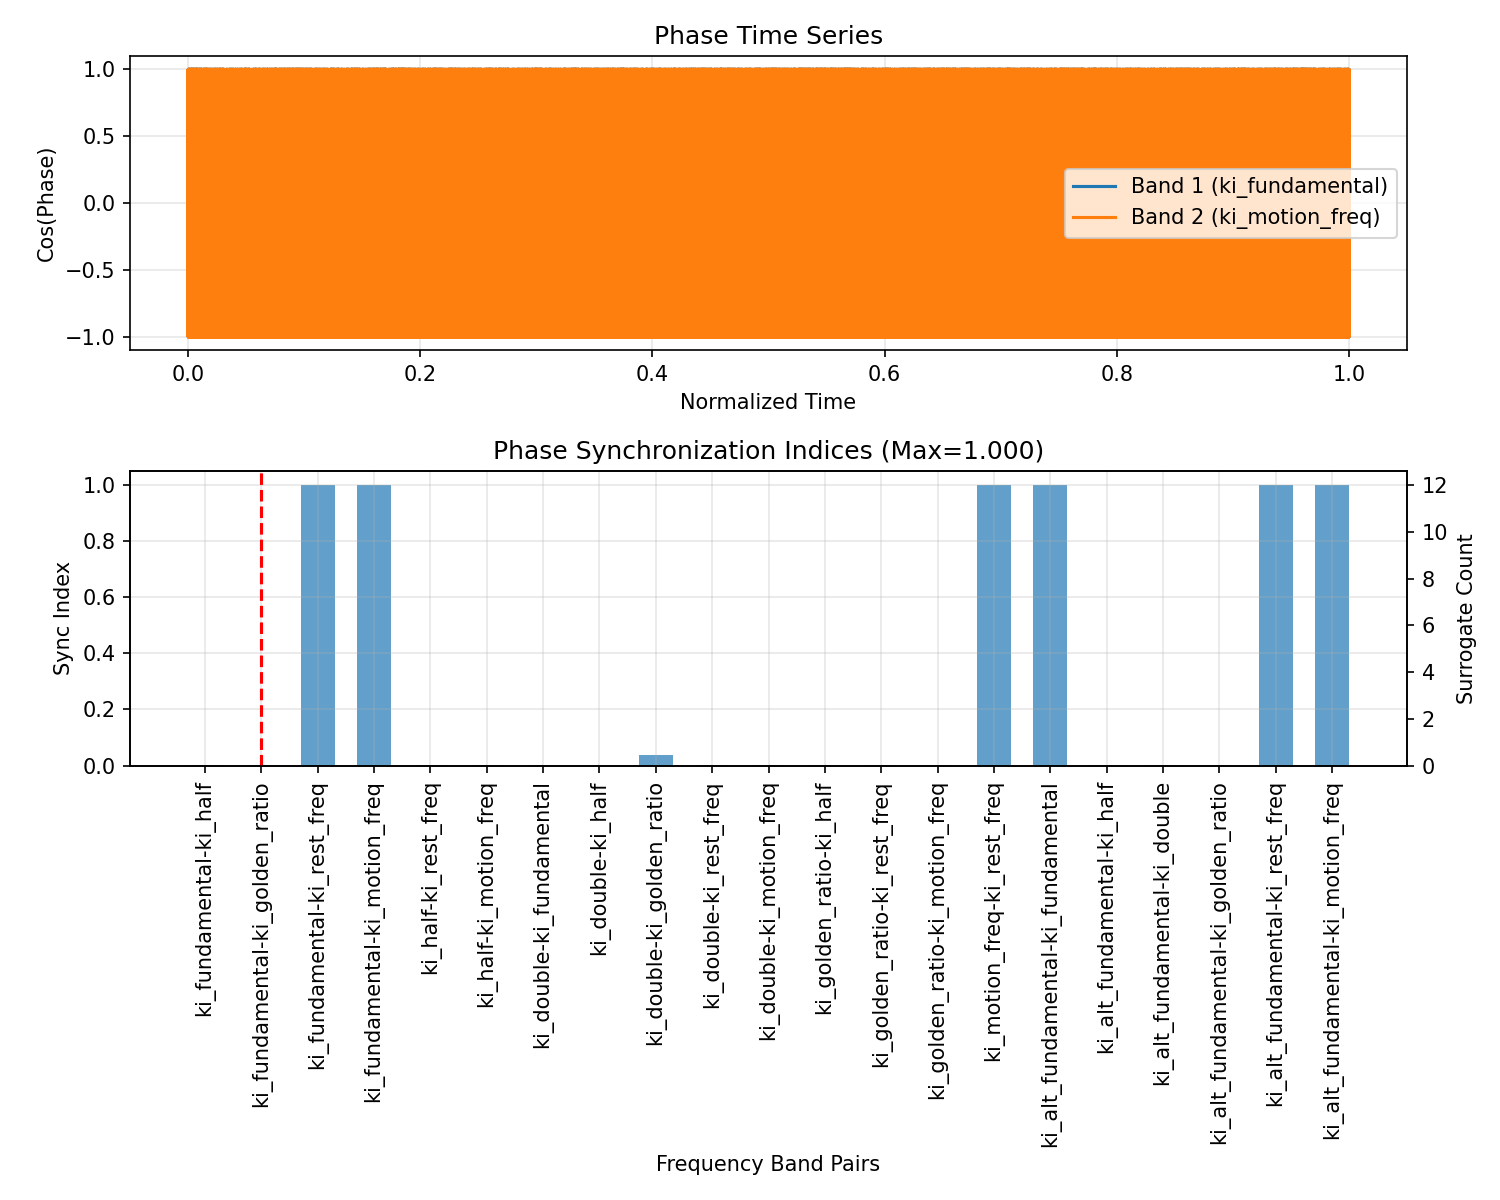 Phase Time Series
1.0
0.5
0.0
−0.5
−1.0
Cos(Phase)
Band 1 (ki_fundamental)
Band 2 (ki_motion_freq)
0.0 0.2 0.4 0.6 0.8 1.0
Normalized Time
Phase Synchronization Indices (Max=1.000)
1.0
0.8
0.6
0.4
0.2
0.0
Sync Index
12
10
8
6
4
2
0
Surrogate Count
ki_fundamental-ki_half
ki_fundamental-ki_golden_ratio
ki_fundamental-ki_rest_freq
ki_fundamental-ki_motion_freq
ki_half-ki_rest_freq
ki_half-ki_motion_freq
ki_double-ki_fundamental
ki_double-ki_half
ki_double-ki_golden_ratio
ki_double-ki_rest_freq
ki_double-ki_motion_freq
ki_golden_ratio-ki_half
ki_golden_ratio-ki_rest_freq
ki_golden_ratio-ki_motion_freq
ki_motion_freq-ki_rest_freq
ki_alt_fundamental-ki_fundamental
ki_alt_fundamental-ki_half
ki_alt_fundamental-ki_double
ki_alt_fundamental-ki_golden_ratio
ki_alt_fundamental-ki_rest_freq
ki_alt_fundamental-ki_motion_freq
Frequency Band Pairs